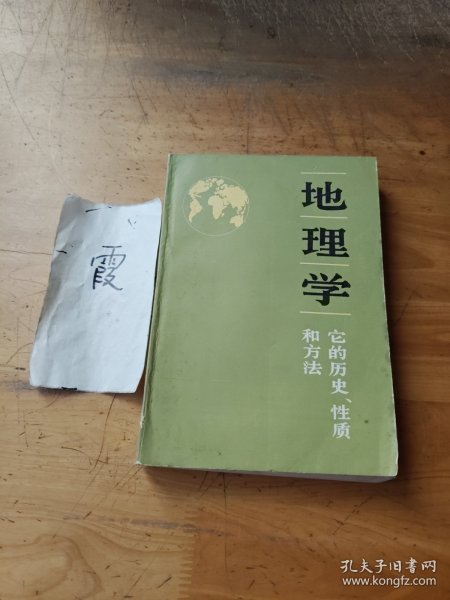 霞
地理学
它的历史、性质
和方法
孔夫子旧书网
www.kongfz.com